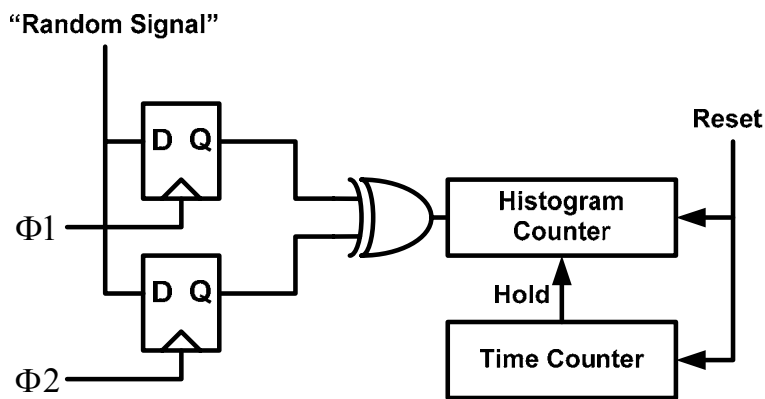 “Random Signal”
D Q
Reset
Histogram
Counter
Φ1
D Q
Hold
Time Counter
Φ2